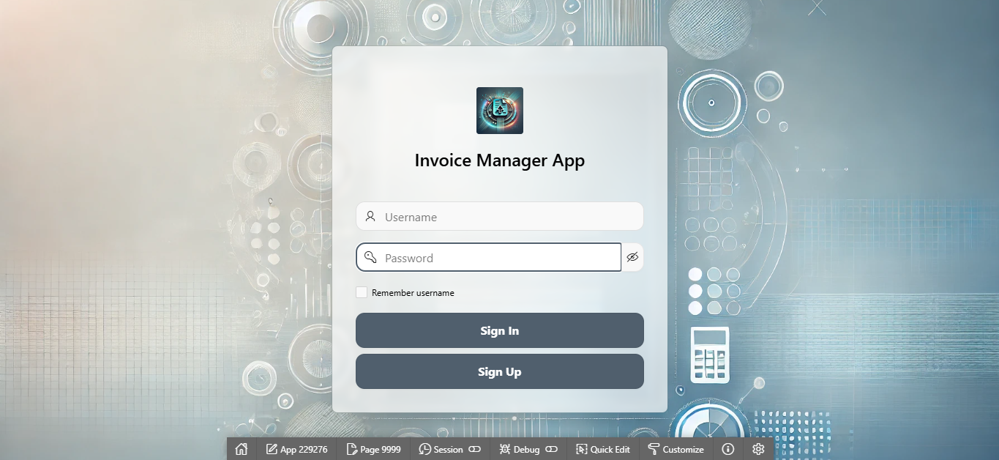 Invoice Manager App
Username
Password
Remember username
Sign In
Sign Up
App 229276 Page 9999 Session Debug Quick Edit Customize